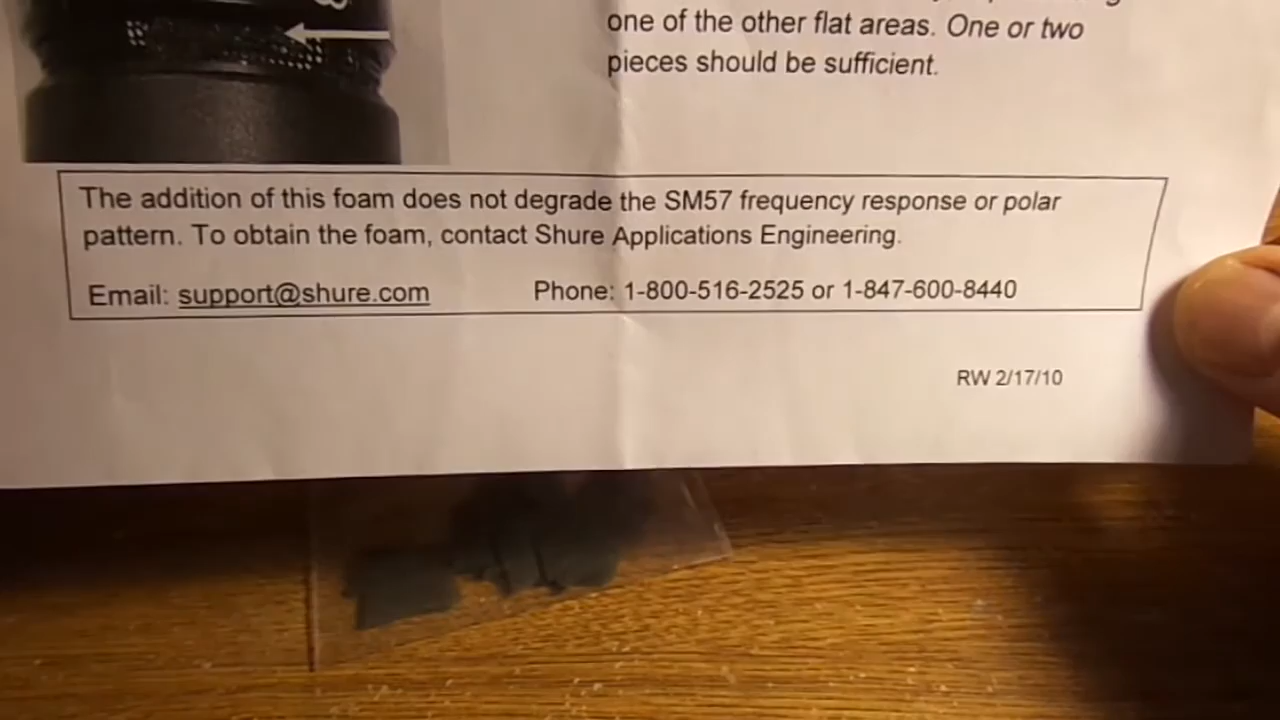 one of the other flat areas. One or two
pieces should be sufficient.
The addition of this foam does not degrade the SM57 frequency response or polar
pattern. To obtain the foam, contact Shure Applications Engineering.
Email: support@shure.com Phone: 1-800-516-2525 or 1-847-600-8440
RW 2/17/10